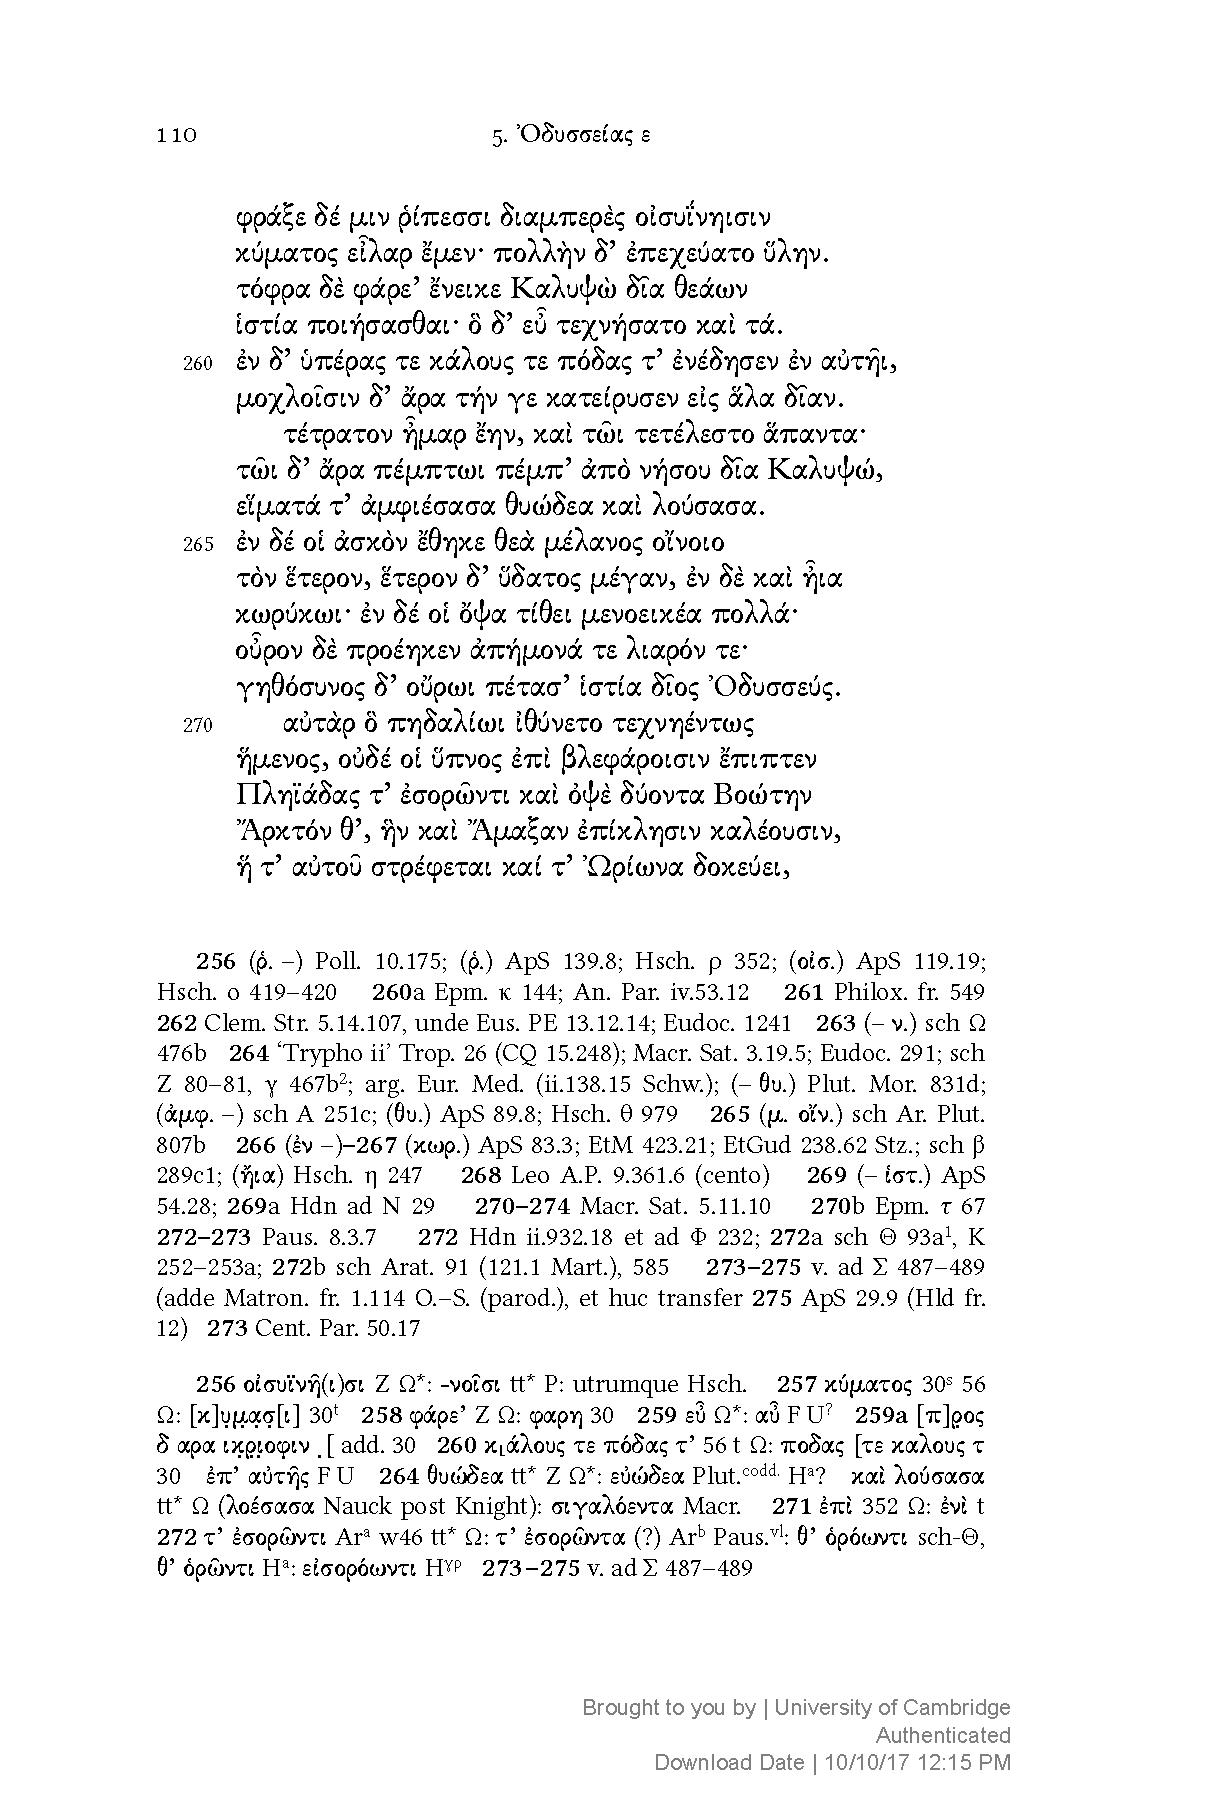 110 5. Ὀδυσσείας ε
φράξε δέ μιν ῥίπεσσι διαμπερὲς οἰσυΐνηισιν
κύματος εἶλαρ ἔμεν· πολλὴν δ’ ἐπεχεύατο ὕλην.
τόφρα δὲ φάρε’ ἔνεικε Καλυψὼ δῖα θεάων
ἱστία ποιήσασθαι· ὃ δ’ εὖ τεχνήσατο καὶ τά.
260 ἐν δ’ ὑπέρας τε κάλους τε πόδας τ’ ἐνέδησεν ἐν αὐτῆι,
μοχλοῖσιν δ’ ἄρα τήν γε κατείρυσεν εἰς ἅλα δῖαν.
τέτρατον ἦμαρ ἔην, καὶ τῶι τετέλεστο ἅπαντα·
τῶι δ’ ἄρα πέμπτωι πέμπ’ ἀπὸ νήσου δῖα Καλυψώ,
εἵματά τ’ ἀμφιέσασα θυώδεα καὶ λούσασα.
265 ἐν δέ οἱ ἀσκὸν ἔθηκε θεὰ μέλανος οἴνοιο
τὸν ἕτερον, ἕτερον δ’ ὕδατος μέγαν, ἐν δὲ καὶ ἦια
κωρύκωι· ἐν δέ οἱ ὄψα τίθει μενοεικέα πολλά·
οὖρον δὲ προέηκεν ἀπήμονά τε λιαρόν τε·
γηθόσυνος δ’ οὔρωι πέτασ’ ἱστία δῖος Ὀδυσσεύς.
270 αὐτὰρ ὃ πηδαλίωι ἰθύνετο τεχνηέντως
ἥμενος, οὐδέ οἱ ὕπνος ἐπὶ βλεφάροισιν ἔπιπτεν
Πληϊάδας τ’ ἐσορῶντι καὶ ὀψὲ δύοντα Βοώτην
Ἄρκτόν θ’, ἣν καὶ Ἄμαξαν ἐπίκλησιν καλέουσιν,
ἥ τ’ αὐτοῦ στρέφεται καί τ’ Ὠρίωνα δοκεύει,
256 (ῥ. –) Poll. 10.175; (ῥ.) ApS 139.8; Hsch. ρ 352; (οἰσ.) ApS 119.19;
Hsch. ο 419–420 260a Epm. κ 144; An. Par. iv.53.12 261 Philox. fr. 549
262 Clem. Str. 5.14.107, unde Eus. PE 13.12.14; Eudoc. 1241 263 (– ν.) sch Ω
476b 264 ‘Trypho ii’ Trop. 26 (CQ 15.248); Macr. Sat. 3.19.5; Eudoc. 291; sch
Z 80–81, γ 467b²; arg. Eur. Med. (ii.138.15 Schw.); (– θυ.) Plut. Mor. 831d;
(ἀμφ. –) sch A 251c; (θυ.) ApS 89.8; Hsch. θ 979 265 (μ. οἴν.) sch Ar. Plut.
807b 266 (ἐν –)–267 (κωρ.) ApS 83.3; EtM 423.21; EtGud 238.62 Stz.; sch β
289c1; (ἤια) Hsch. η 247 268 Leo A.P. 9.361.6 (cento) 269 (– ἱστ.) ApS
54.28; 269a Hdn ad N 29 270–274 Macr. Sat. 5.11.10 270b Epm. τ 67
272–273 Paus. 8.3.7 272 Hdn ii.932.18 et ad Φ 232; 272a sch Θ 93a¹, K
252–253a; 272b sch Arat. 91 (121.1 Mart.), 585 273–275 v. ad Σ 487–489
(adde Matron. fr. 1.114 O.–S. (parod.), et huc transfer 275 ApS 29.9 (Hld fr.
12) 273 Cent. Par. 50.17
256 οἰσυϊνῆ(ι)σι Z Ω*: -νοῖσι tt* P: utrumque Hsch. 257 κύματος 30ˢ 56
Ω: [κ]ụμ̣ạσ̣[ι] 30ᵗ 258 φάρε’ Z Ω: φαρη 30 259 εὖ Ω*: αὖ F U? 259a [π]ρ̣ος
δ αρα ικ̣ρ̣ι̣οφιν ̣[ add. 30 260 κ⌊άλους τε πόδας τ’ 56 t Ω: ποδας [τε καλους τ
30 ἐπ’ αὐτῆς F U 264 θυώδεα tt* Z Ω*: εὐώδεα Plut.ᶜᵒᵈᵈ· Hᵃ? καὶ λούσασα
tt* Ω (λοέσασα Nauck post Knight): σιγαλόεντα Macr. 271 ἐπὶ 352 Ω: ἐνὶ t
272 τ’ ἐσορῶντι Arᵃ w46 tt* Ω: τ’ ἐσορῶντα (?) Arᵇ Paus.ᵛˡ: θ’ ὁρόωντι sch-Θ,
θ’ ὁρῶντι Hᵃ: εἰσορόωντι Hᵞᵖ 273–275 v. ad Σ 487–489
Brought to you by | University of Cambridge
Authenticated
Download Date | 10/10/17 12:15 PM